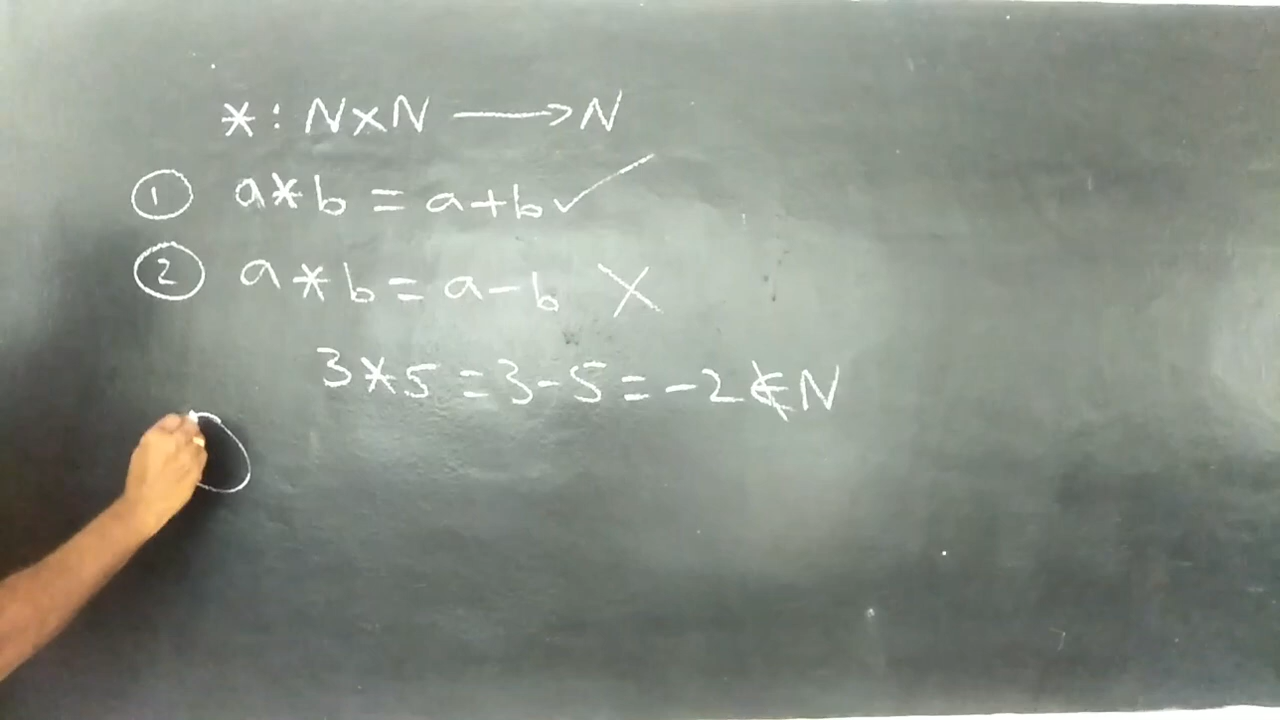 * : N×N ⟶ N
① a*b = a+b ✓
② a*b = a-b ✗
3*5 = 3-5 = -2 ∉ N